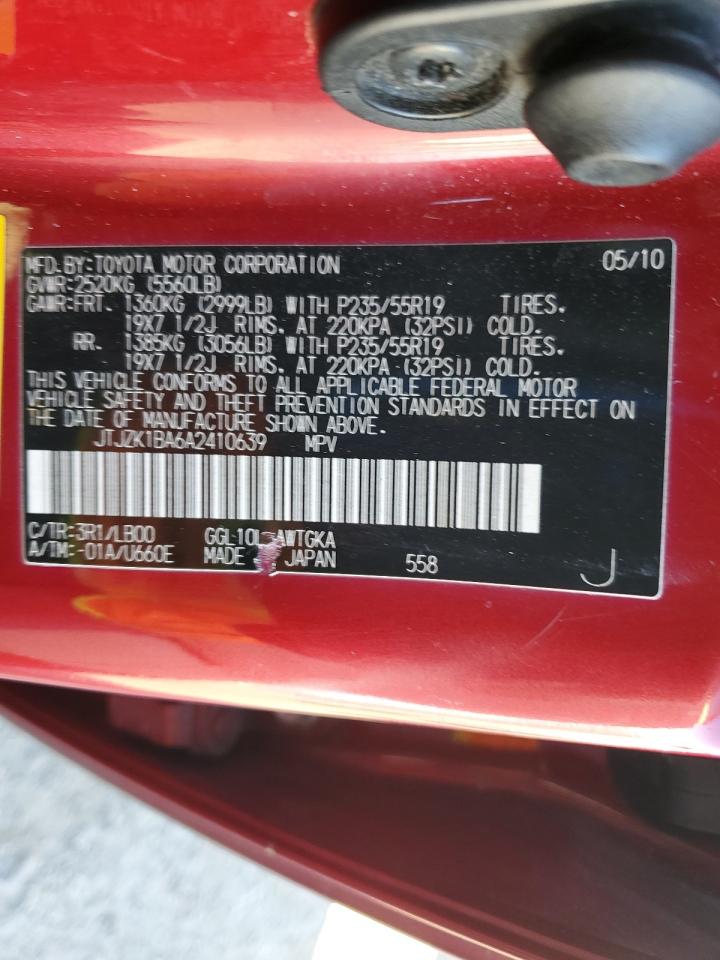 MFD. BY: TOYOTA MOTOR CORPORATION 05/10
GVWR: 2520KG (5560LB)
GAWR: FRT. 1360KG (2999LB) WITH P235/55R19 TIRES.
19X7 1/2J RIMS. AT 220KPA (32PSI) COLD.
RR. 1385KG (3056LB) WITH P235/55R19 TIRES.
19X7 1/2J RIMS. AT 220KPA (32PSI) COLD.
THIS VEHICLE CONFORMS TO ALL APPLICABLE FEDERAL MOTOR
VEHICLE SAFETY AND THEFT PREVENTION STANDARDS IN EFFECT ON
THE DATE OF MANUFACTURE SHOWN ABOVE.
JTJZK1BA6A2410639 MPV
C/TR: 3R1/LB00 GGL10L-AWTGKA
A/TM: -01A/U660E MADE JAPAN 558 J